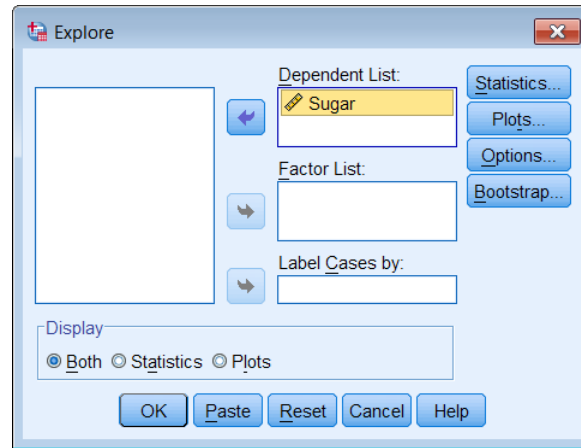 Explore
Dependent List:
Sugar
Statistics...
Plots...
Options...
Bootstrap...
Factor List:
Label Cases by:
Display
Both Statistics Plots
OK Paste Reset Cancel Help